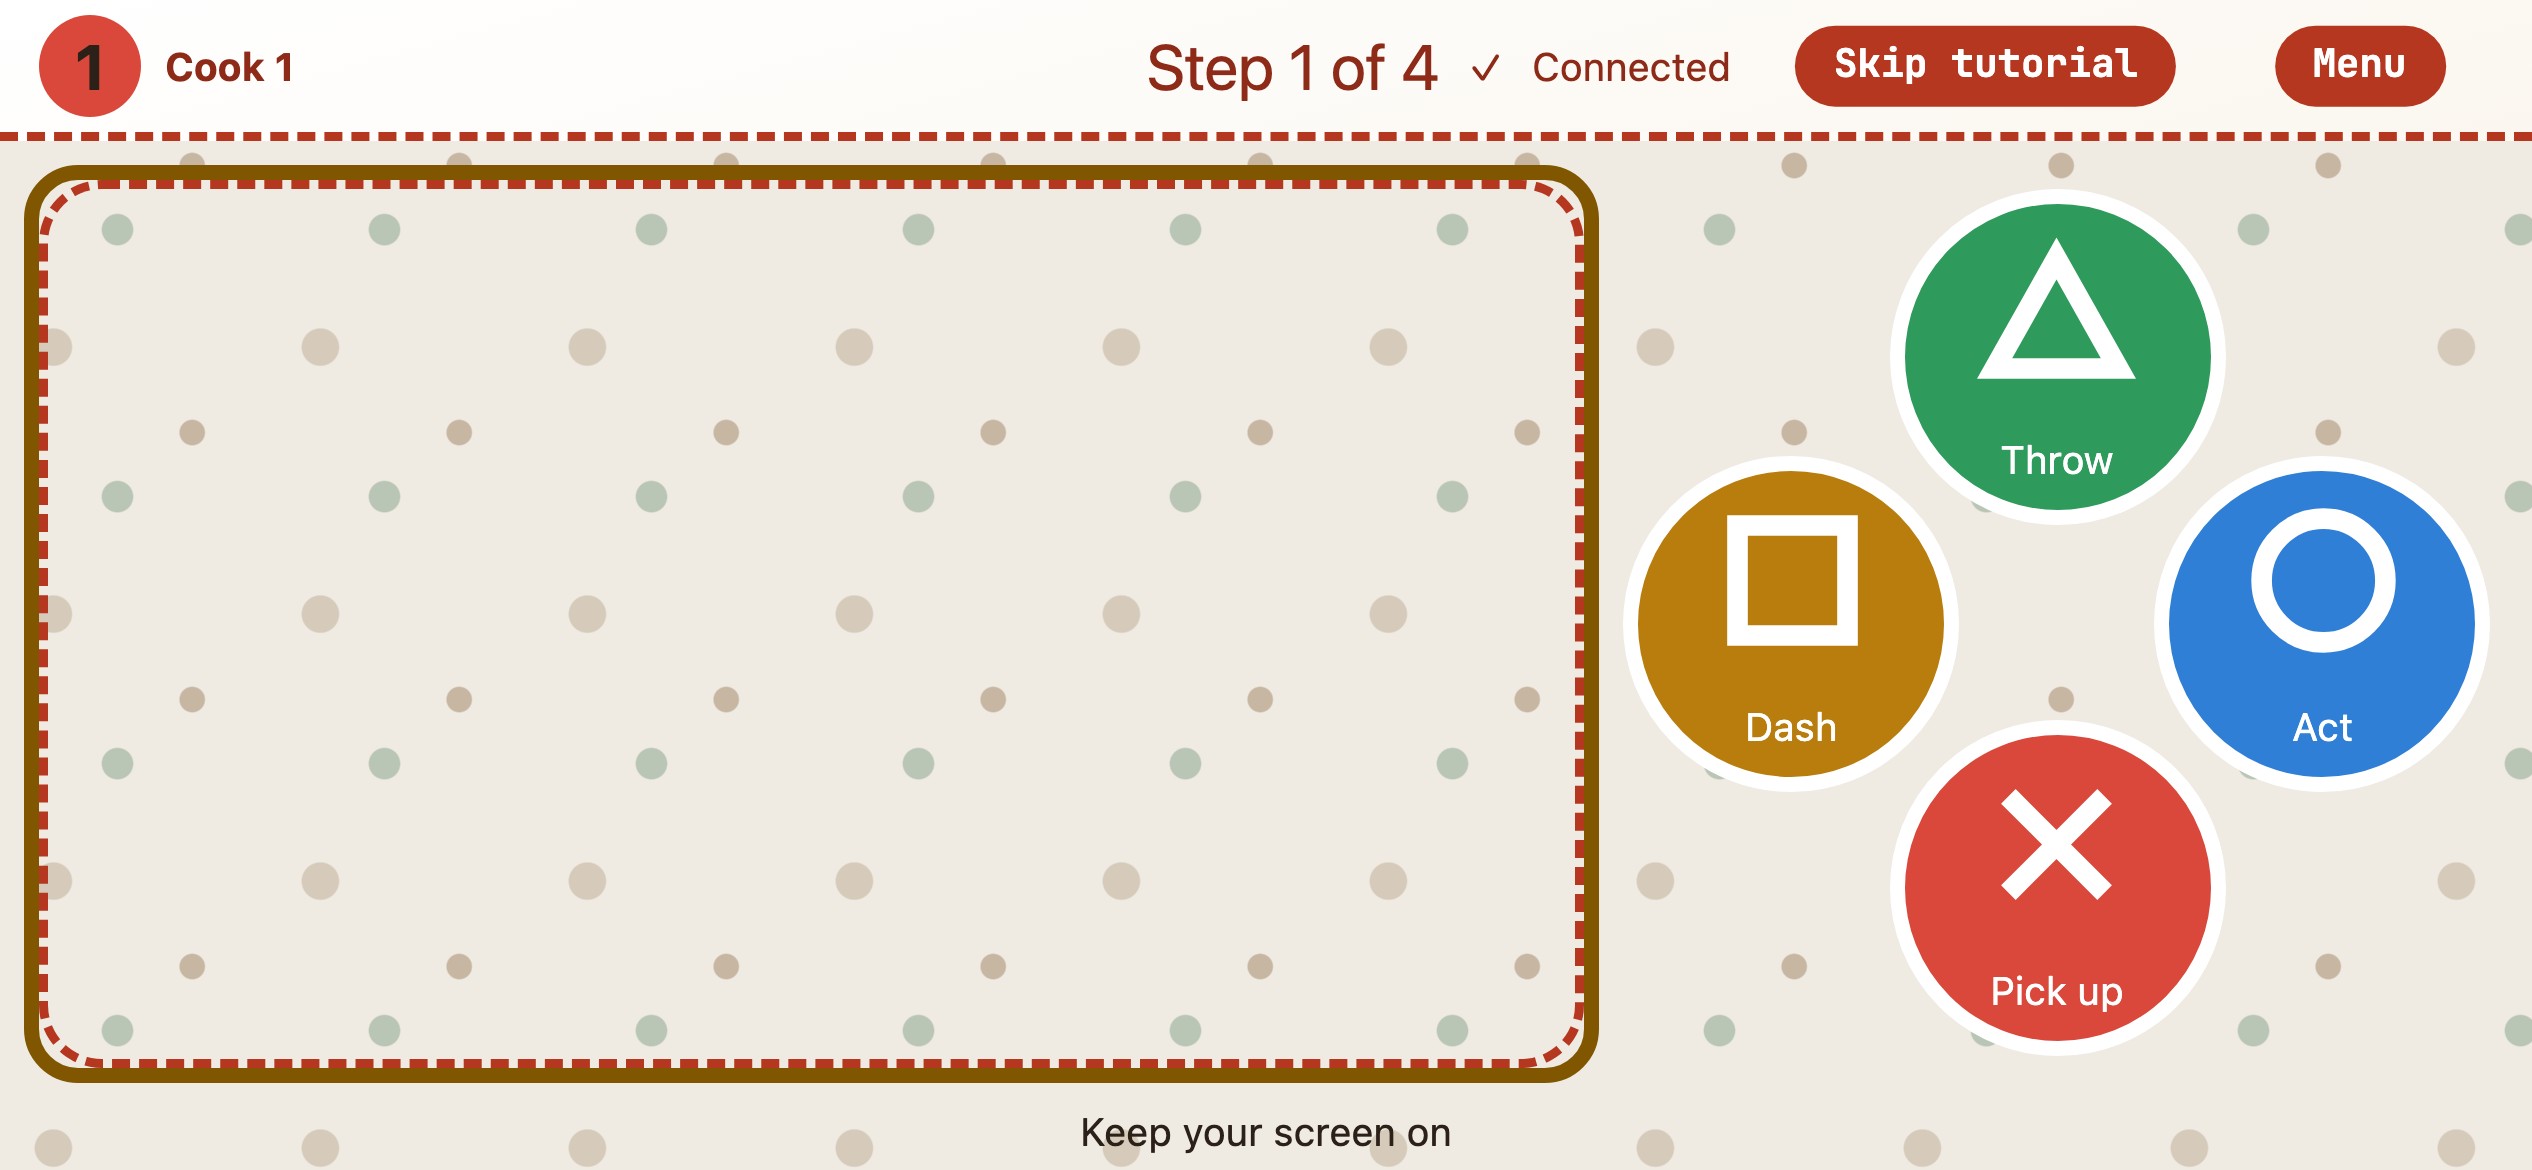 1 Cook 1
Step 1 of 4 ✓ Connected
Skip tutorial
Menu
Throw
Dash
Act
Pick up
Keep your screen on